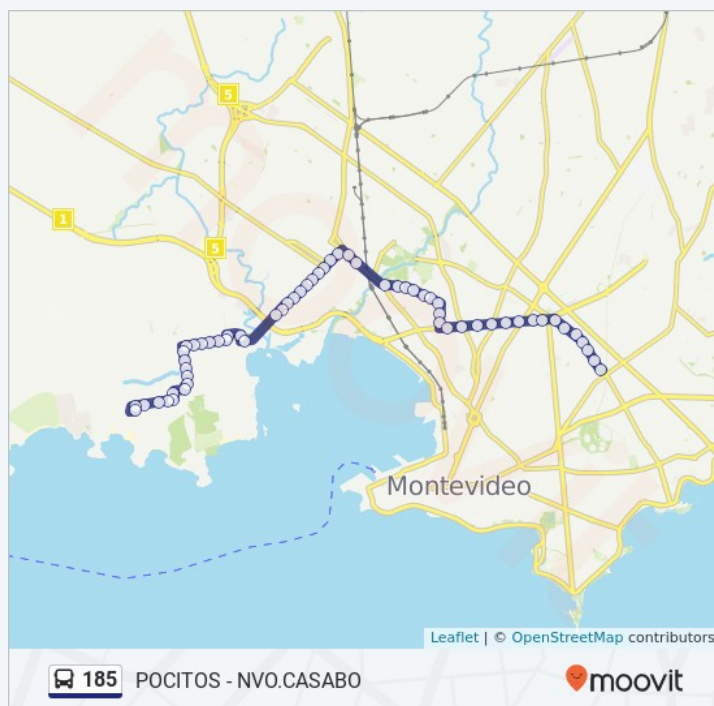 5
1
5
Montevideo
Leaflet | © OpenStreetMap contributors
185 POCITOS - NVO.CASABO
moovit